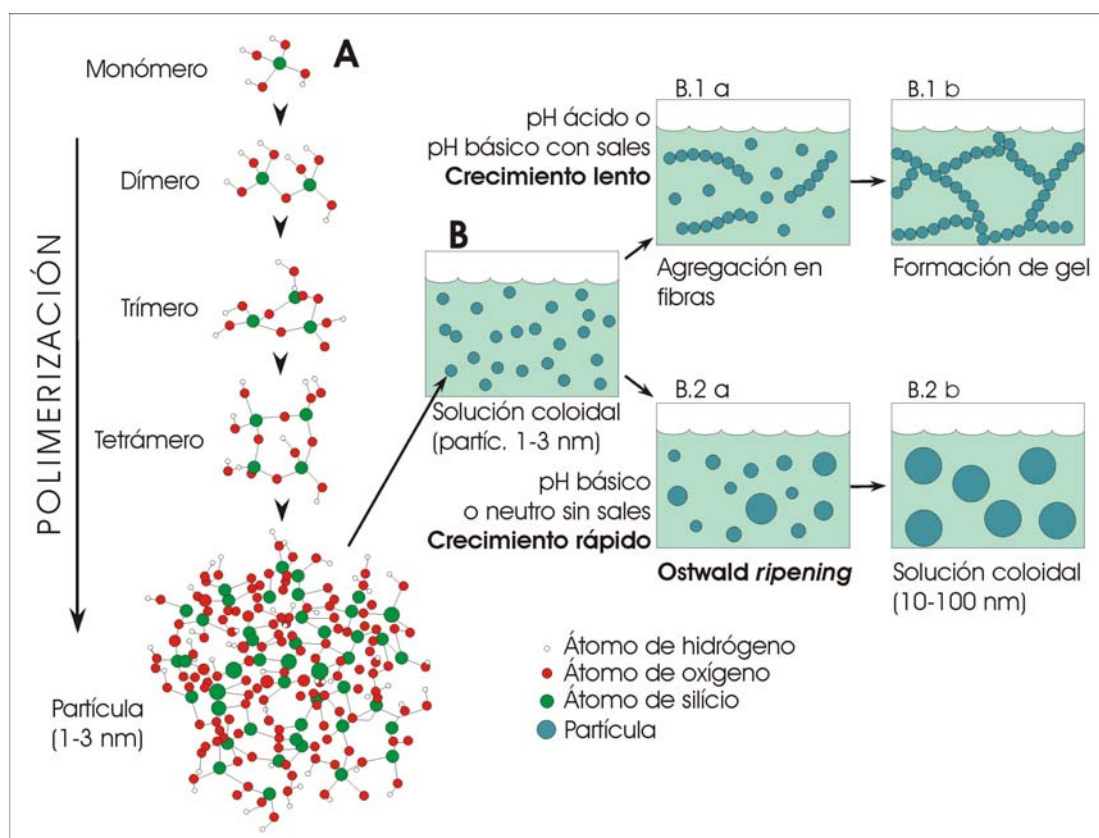 A
Monómero
Dímero
Trímero
Tetrámero
POLIMERIZACIÓN
Partícula
(1-3 nm)
B
Solución coloidal
(partíc. 1-3 nm)
pH ácido o
pH básico con sales
Crecimiento lento
B.1 a
Agregación en
fibras
B.1 b
Formación de gel
pH básico
o neutro sin sales
Crecimiento rápido
B.2 a
Ostwald ripening
B.2 b
Solución coloidal
(10-100 nm)
Átomo de hidrógeno
Átomo de oxígeno
Átomo de silício
Partícula